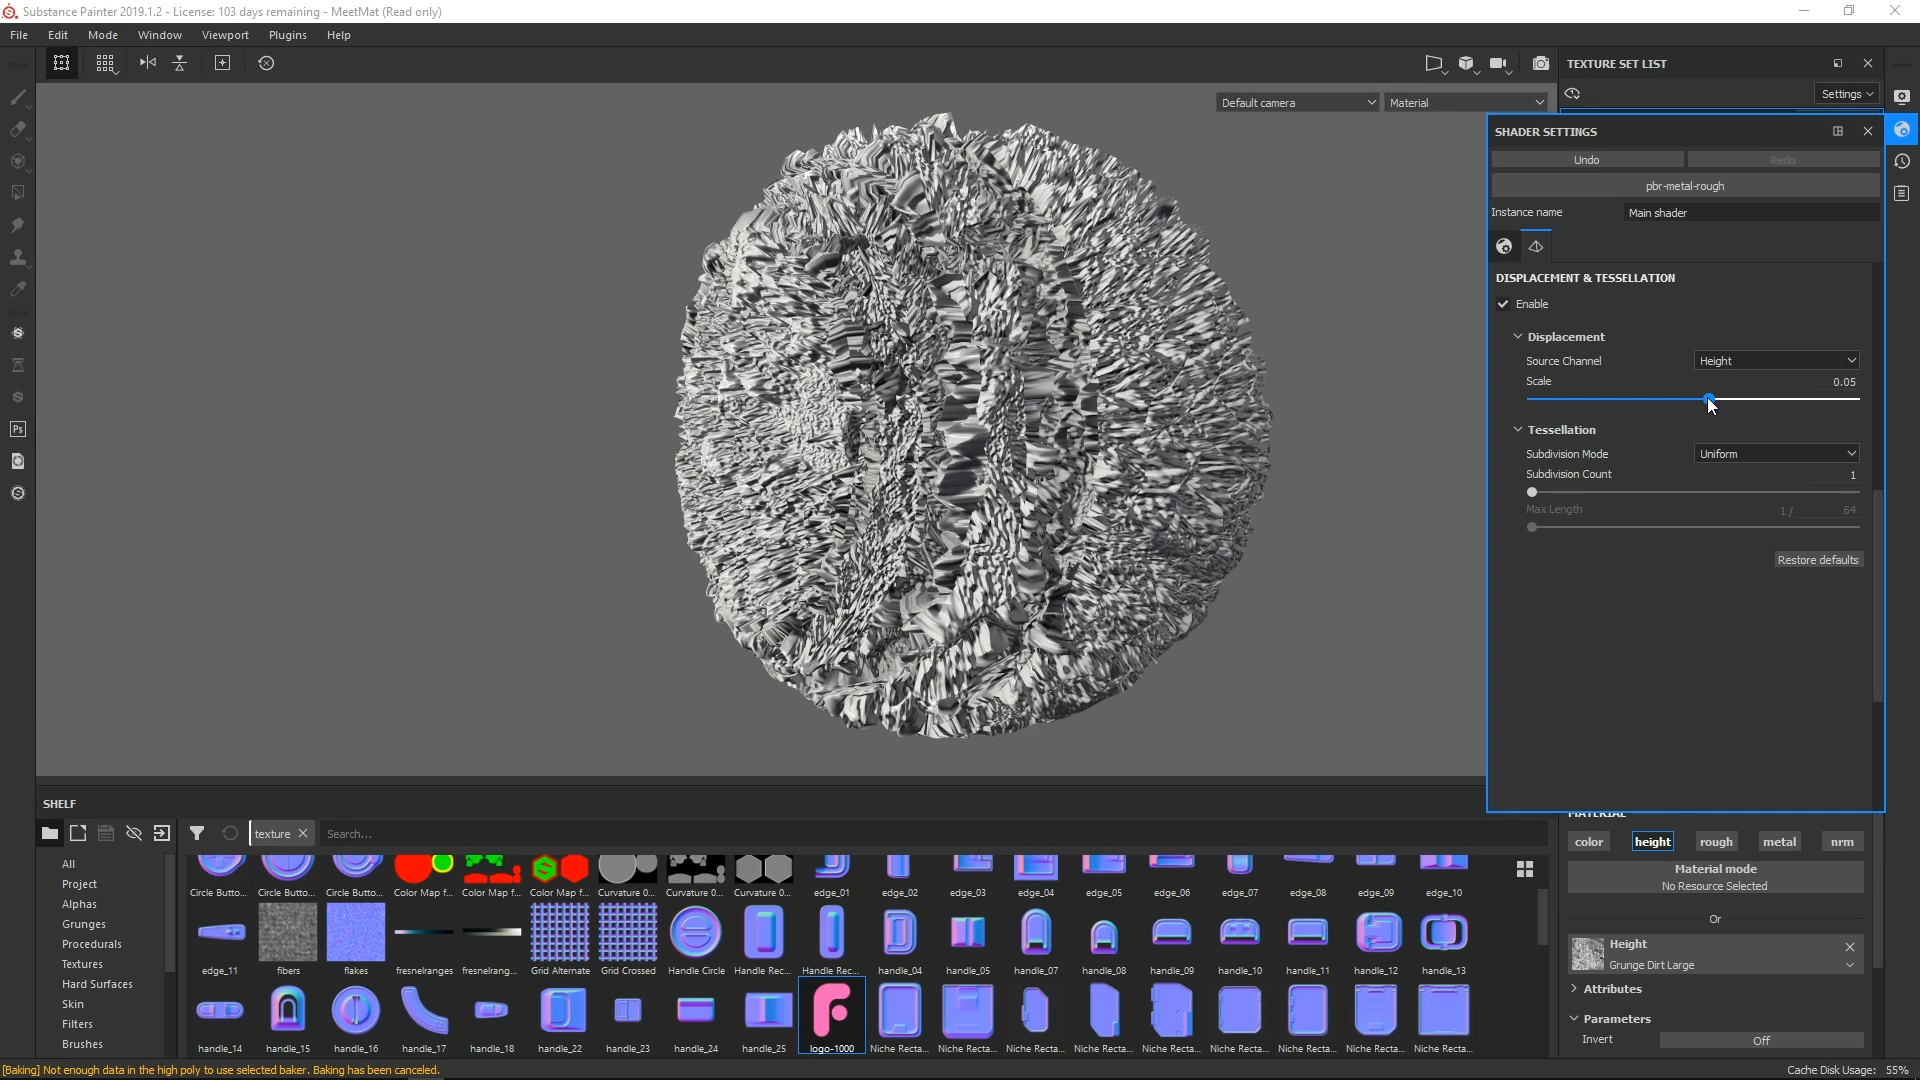 Substance Painter 2019.1.2 - License: 103 days remaining - MeetMat (Read only)
File Edit Mode Window Viewport Plugins Help
TEXTURE SET LIST
Settings
Default camera
Material
SHADER SETTINGS
Undo
Redo
pbr-metal-rough
Instance name
Main shader
DISPLACEMENT & TESSELLATION
Enable
Displacement
Source Channel
Height
Scale
0.05
Tessellation
Subdivision Mode
Uniform
Subdivision Count
1
Max Length
1 /
64
Restore defaults
Ps
SHELF
texture
Search...
All
Project
Alphas
Grunges
Procedurals
Textures
Hard Surfaces
Skin
Filters
Brushes
Circle Butto... Circle Butto... Circle Butto... Color Map f... Color Map f... Color Map f... Curvature 0... Curvature 0... Curvature 0... edge_01 edge_02 edge_03 edge_04 edge_05 edge_06 edge_07 edge_08 edge_09 edge_10
edge_11 fibers flakes fresnelranges fresnelrang... Grid Alternate Grid Crossed Handle Circle Handle Rec... Handle Rec... handle_04 handle_05 handle_07 handle_08 handle_09 handle_10 handle_11 handle_12 handle_13
handle_14 handle_15 handle_16 handle_17 handle_18 handle_22 handle_23 handle_24 handle_25 logo-1000 Niche Recta... Niche Recta... Niche Recta... Niche Recta... Niche Recta... Niche Recta... Niche Recta... Niche Recta... Niche Recta...
MATERIAL
color height rough metal nrm
Material mode
No Resource Selected
Or
Height
Grunge Dirt Large
Attributes
Parameters
Invert
Off
[Baking] Not enough data in the high poly to use selected baker. Baking has been canceled.
Cache Disk Usage: 55%